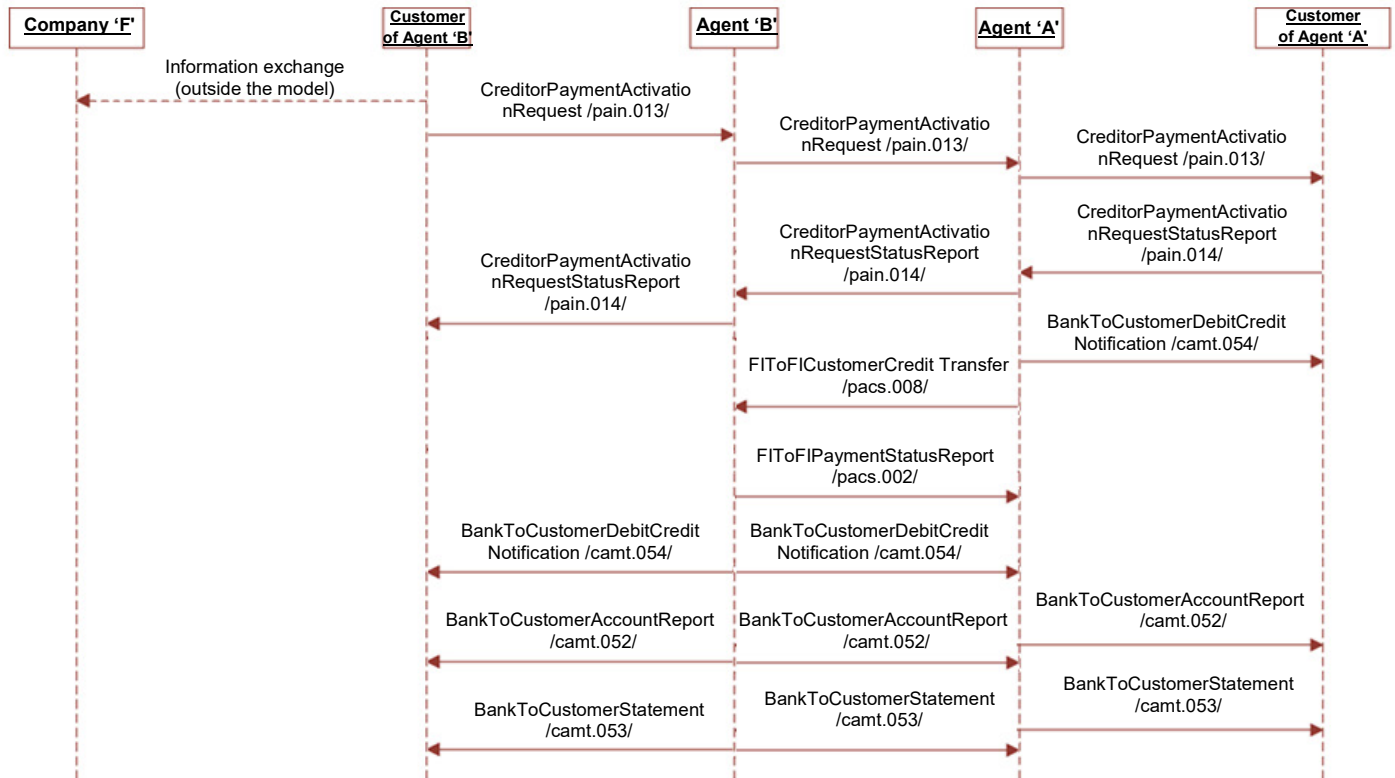 Company ‘F'
Customer
of Agent ‘B'
Agent ‘B'
Agent ‘A'
Customer
of Agent ‘A'
Information exchange
(outside the model)
CreditorPaymentActivatio
nRequest /pain.013/
CreditorPaymentActivatio
nRequest /pain.013/
CreditorPaymentActivatio
nRequest /pain.013/
CreditorPaymentActivatio
nRequestStatusReport
/pain.014/
CreditorPaymentActivatio
nRequestStatusReport
/pain.014/
CreditorPaymentActivatio
nRequestStatusReport
/pain.014/
BankToCustomerDebitCredit
Notification /camt.054/
FIToFICustomerCredit Transfer
/pacs.008/
FIToFIPaymentStatusReport
/pacs.002/
BankToCustomerDebitCredit
Notification /camt.054/
BankToCustomerDebitCredit
Notification /camt.054/
BankToCustomerAccountReport
/camt.052/
BankToCustomerAccountReport
/camt.052/
BankToCustomerAccountReport
/camt.052/
BankToCustomerStatement
/camt.053/
BankToCustomerStatement
/camt.053/
BankToCustomerStatement
/camt.053/